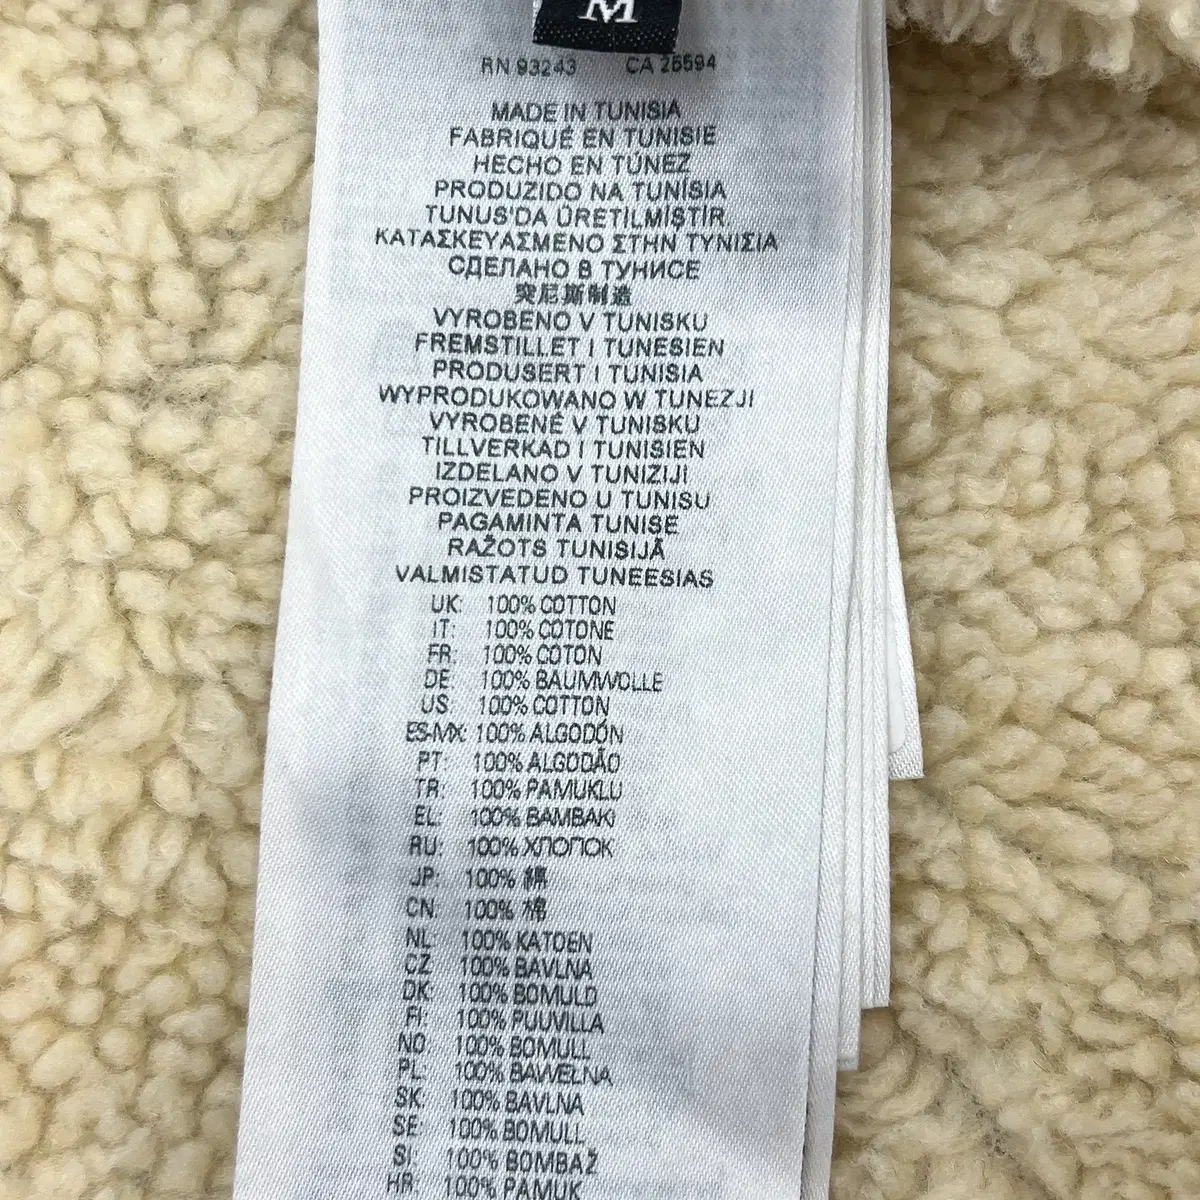 M
RN 93243 CA 25594
MADE IN TUNISIA
FABRIQUÉ EN TUNISIE
HECHO EN TÚNEZ
PRODUZIDO NA TUNÍSIA
TUNUS'DA ÜRETILMIŞTIR
ΚΑΤΑΣΚΕΥΑΣΜΕΝΟ ΣΤΗΝ ΤΥΝΙΣΙΑ
СДЕЛАНО В ТУНИСЕ
突尼斯制造
VYROBENO V TUNISKU
FREMSTILLET I TUNESIEN
PRODUSERT I TUNISIA
WYPRODUKOWANO W TUNEZJI
VYROBENÉ V TUNISKU
TILLVERKAD I TUNISIEN
IZDELANO V TUNIZIJI
PROIZVEDENO U TUNISU
PAGAMINTA TUNISE
RAŽOTS TUNISIJĀ
VALMISTATUD TUNEESIAS
UK: 100% COTTON
IT: 100% COTONE
FR: 100% COTON
DE: 100% BAUMWOLLE
US: 100% COTTON
ES-MX: 100% ALGODÓN
PT: 100% ALGODÃO
TR: 100% PAMUKLU
EL: 100% ΒΑΜΒΑΚΙ
RU: 100% ХЛОПОК
JP: 100% 綿
CN: 100% 棉
NL: 100% KATOEN
CZ 100% BAVLNA
DK: 100% BOMULD
FI: 100% PUUVILLA
NO 100% BOMULL
PL: 100% BAWEŁNA
SK: 100% BAVLNA
SE: 100% BOMULL
SI: 100% BOMBAŽ
HR: 100% PAMUK